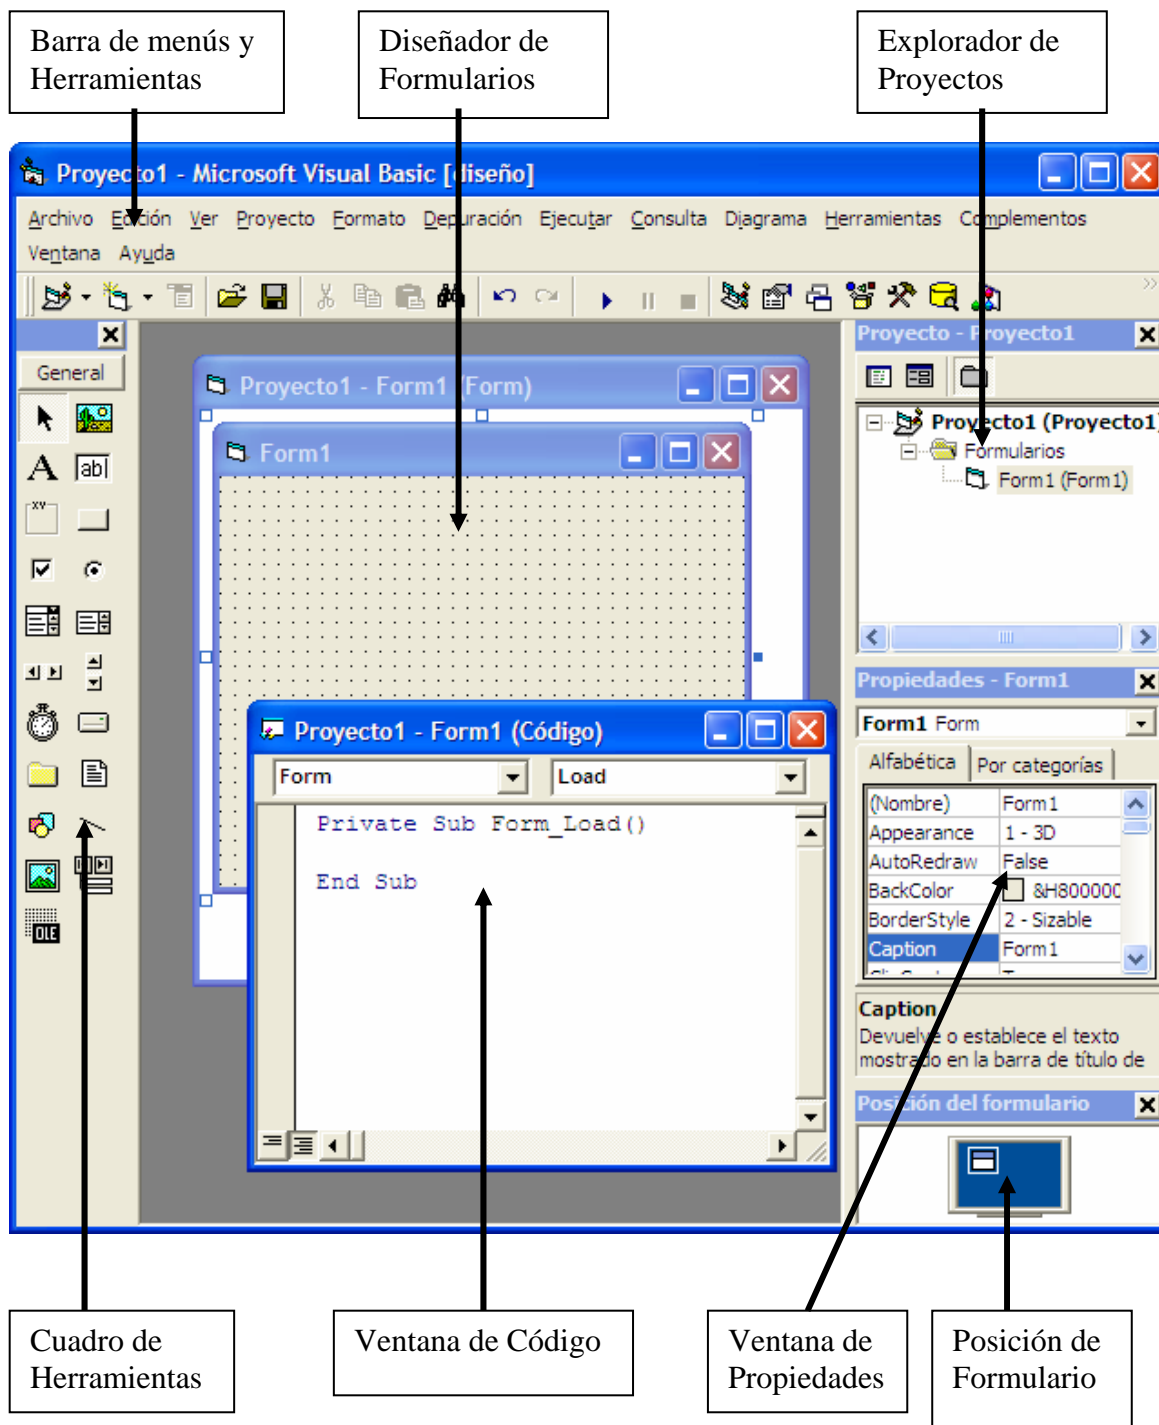 Barra de menús y
Herramientas
Diseñador de
Formularios
Explorador de
Proyectos
Proyecto1 - Microsoft Visual Basic [diseño]
Archivo Edición Ver Proyecto Formato Depuración Ejecutar Consulta Diagrama Herramientas Complementos
Ventana Ayuda
General
A
ab|
XY
OLE
Proyecto1 - Form1 (Form)
Form1
Proyecto1 - Form1 (Código)
Form
Load
Private Sub Form_Load()
End Sub
Proyecto - Proyecto1
Proyecto1 (Proyecto1)
Formularios
Form1 (Form1)
Propiedades - Form1
Form1 Form
Alfabética Por categorías
(Nombre) Form1
Appearance 1 - 3D
AutoRedraw False
BackColor &H800000
BorderStyle 2 - Sizable
Caption Form1
Caption
Devuelve o establece el texto
mostrado en la barra de título de
Posición del formulario
Cuadro de
Herramientas
Ventana de Código
Ventana de
Propiedades
Posición de
Formulario